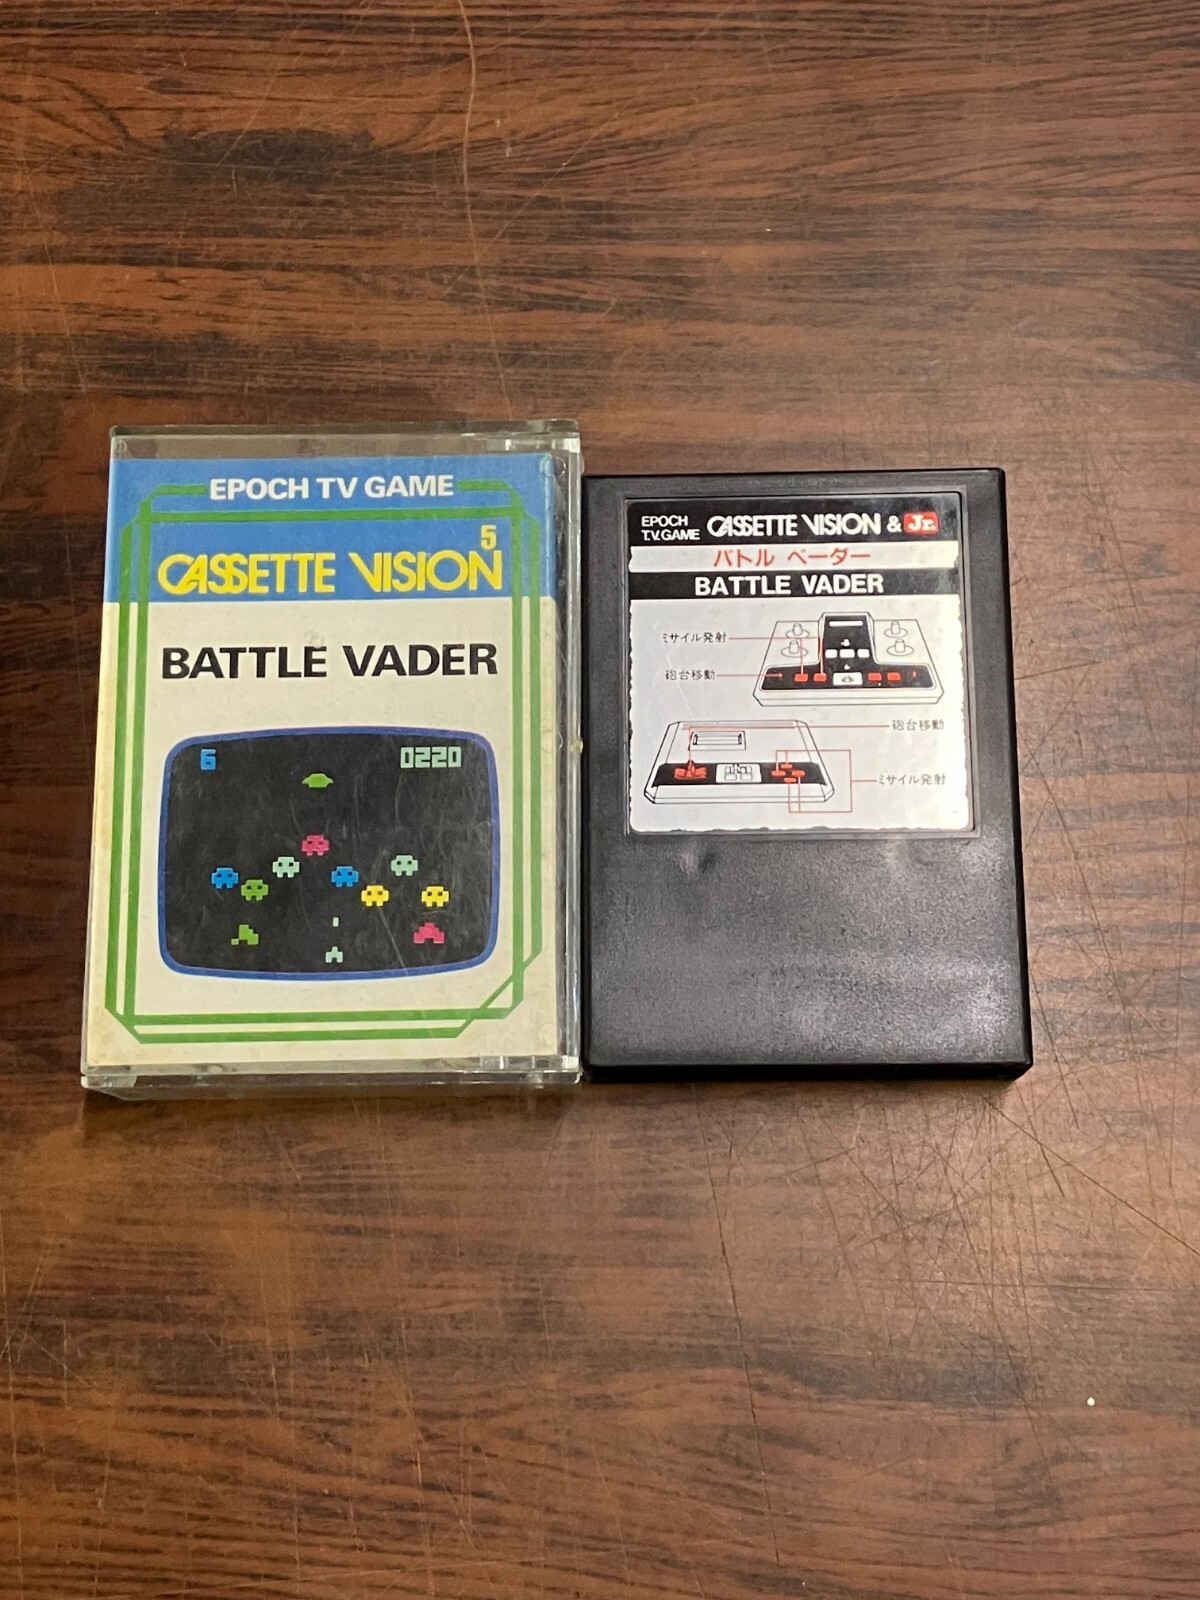 EPOCH TV GAME
5
CASSETTE VISION
BATTLE VADER
6
0220
EPOCH
T.V.GAME
CASSETTE VISION & Jr.
バトル ベーダー
BATTLE VADER
ミサイル発射
砲台移動
砲台移動
ミサイル発射